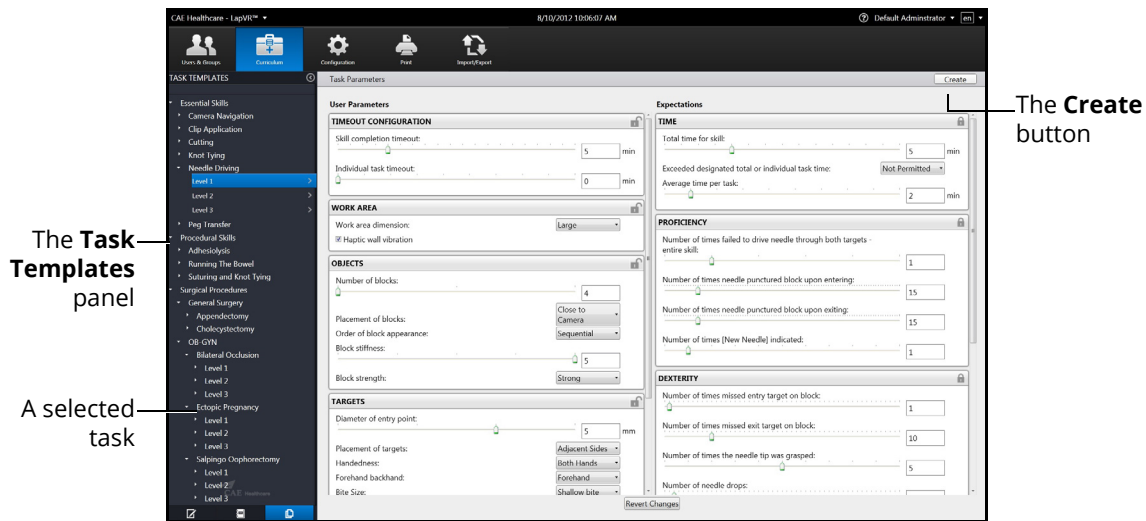 CAE Healthcare - LapVR™
8/10/2012 10:06:07 AM
Default Adminstrator
en
Users & Groups
Curriculum
Configuration
Print
Import/Export
TASK TEMPLATES
Task Parameters
Create
Essential Skills
Camera Navigation
Clip Application
Cutting
Knot Tying
Needle Driving
Level 1
Level 2
Level 3
Peg Transfer
Procedural Skills
Adhesiolysis
Running The Bowel
Suturing and Knot Tying
Surgical Procedures
General Surgery
Appendectomy
Cholecystectomy
OB-GYN
Bilateral Occlusion
Level 1
Level 2
Level 3
Ectopic Pregnancy
Level 1
Level 2
Level 3
Salpingo Oophorectomy
Level 1
Level 2
Level 3
CAE Healthcare
User Parameters
TIMEOUT CONFIGURATION
Skill completion timeout:
5 min
Individual task timeout:
0 min
WORK AREA
Work area dimension: Large
Haptic wall vibration
OBJECTS
Number of blocks:
4
Placement of blocks: Close to Camera
Order of block appearance: Sequential
Block stiffness:
5
Block strength: Strong
TARGETS
Diameter of entry point:
5 mm
Placement of targets: Adjacent Sides
Handedness: Both Hands
Forehand backhand: Forehand
Bite Size: Shallow bite
Expectations
TIME
Total time for skill:
5 min
Exceeded designated total or individual task time: Not Permitted
Average time per task:
2 min
PROFICIENCY
Number of times failed to drive needle through both targets -
entire skill:
1
Number of times needle punctured block upon entering:
15
Number of times needle punctured block upon exiting:
15
Number of times [New Needle] indicated:
1
DEXTERITY
Number of times missed entry target on block:
1
Number of times missed exit target on block:
10
Number of times the needle tip was grasped:
5
Number of needle drops:
Revert Changes
The Create
button
The Task
Templates
panel
A selected
task